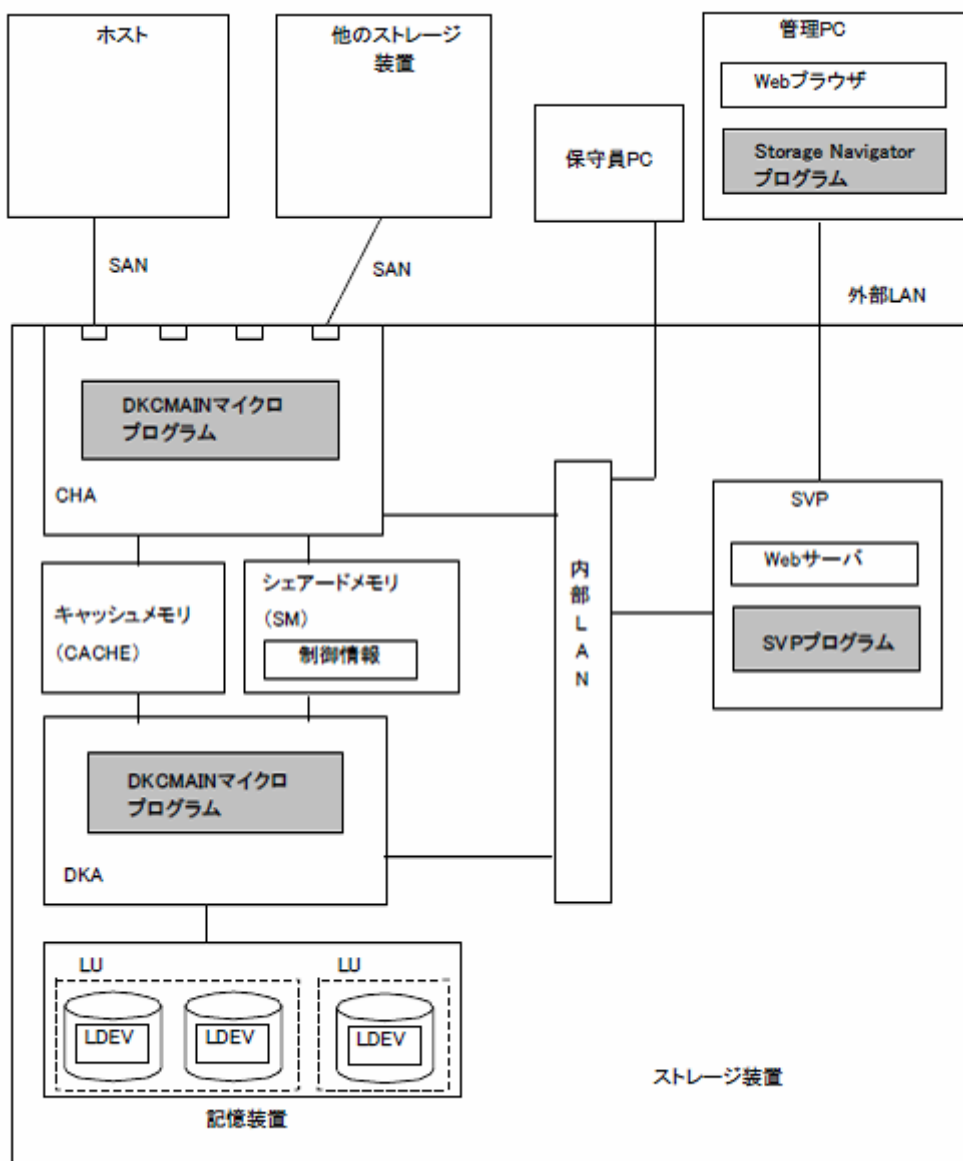 ホスト
他のストレージ
装置
管理PC
Webブラウザ
Storage Navigator
プログラム
保守員PC
SAN
SAN
外部LAN
DKCMAINマイクロ
プログラム
CHA
キャッシュメモリ
(CACHE)
シェアードメモリ
(SM)
制御情報
内
部
L
A
N
SVP
Webサーバ
SVPプログラム
DKCMAINマイクロ
プログラム
DKA
LU
LU
LDEV
LDEV
LDEV
記憶装置
ストレージ装置